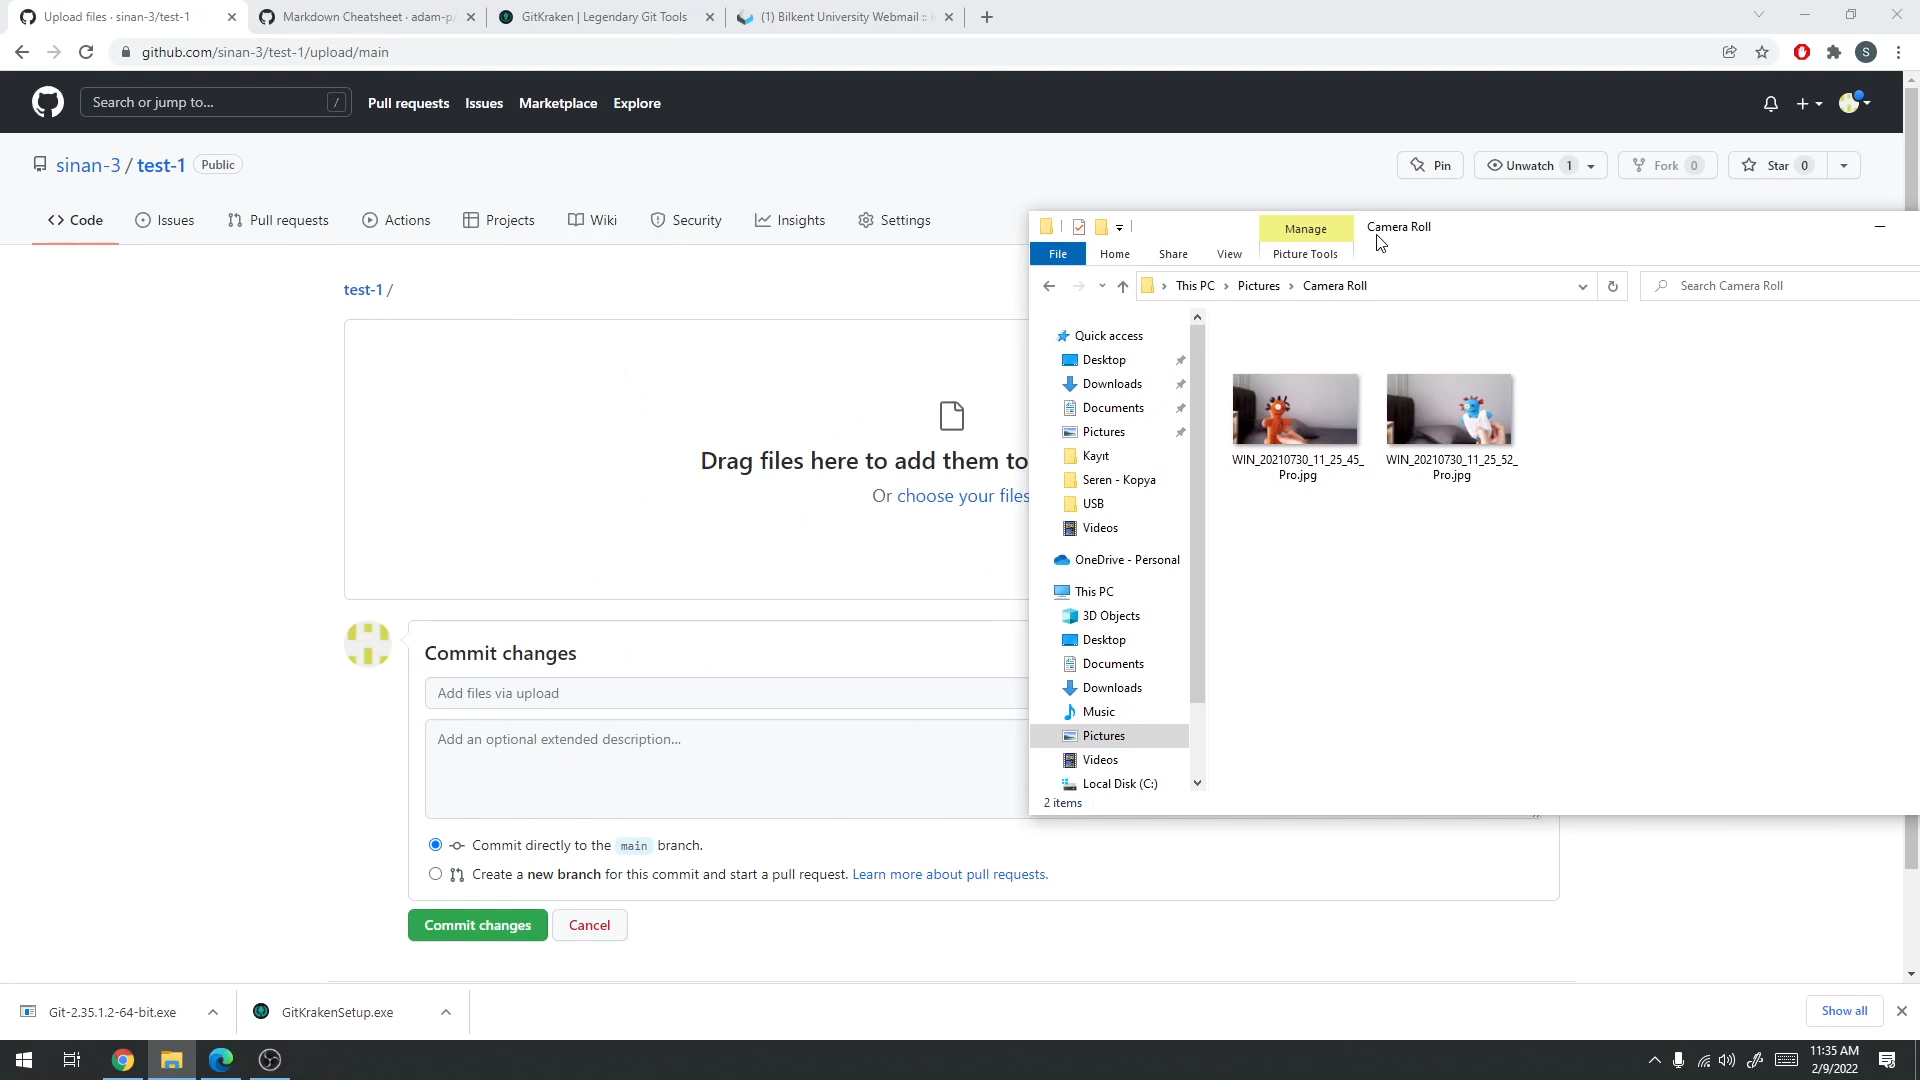 Upload files · sinan-3/test-1
Markdown Cheatsheet · adam-p/
GitKraken | Legendary Git Tools
(1) Bilkent University Webmail ::
github.com/sinan-3/test-1/upload/main
S
Search or jump to...
/
Pull requests
Issues
Marketplace
Explore
sinan-3 / test-1
Public
Pin
Unwatch 1
Fork 0
Star 0
Code
Issues
Pull requests
Actions
Projects
Wiki
Security
Insights
Settings
test-1 /
Drag files here to add them to
Or choose your files
Commit changes
Add files via upload
Add an optional extended description...
Commit directly to the main branch.
Create a new branch for this commit and start a pull request. Learn more about pull requests.
Commit changes
Cancel
Manage
Camera Roll
File
Home
Share
View
Picture Tools
This PC
Pictures
Camera Roll
Search Camera Roll
Quick access
Desktop
Downloads
Documents
Pictures
Kayıt
Seren - Kopya
USB
Videos
OneDrive - Personal
This PC
3D Objects
Desktop
Documents
Downloads
Music
Pictures
Videos
Local Disk (C:)
WIN_20210730_11_25_45_
Pro.jpg
WIN_20210730_11_25_52_
Pro.jpg
2 items
Git-2.35.1.2-64-bit.exe
GitKrakenSetup.exe
Show all
11:35 AM
2/9/2022